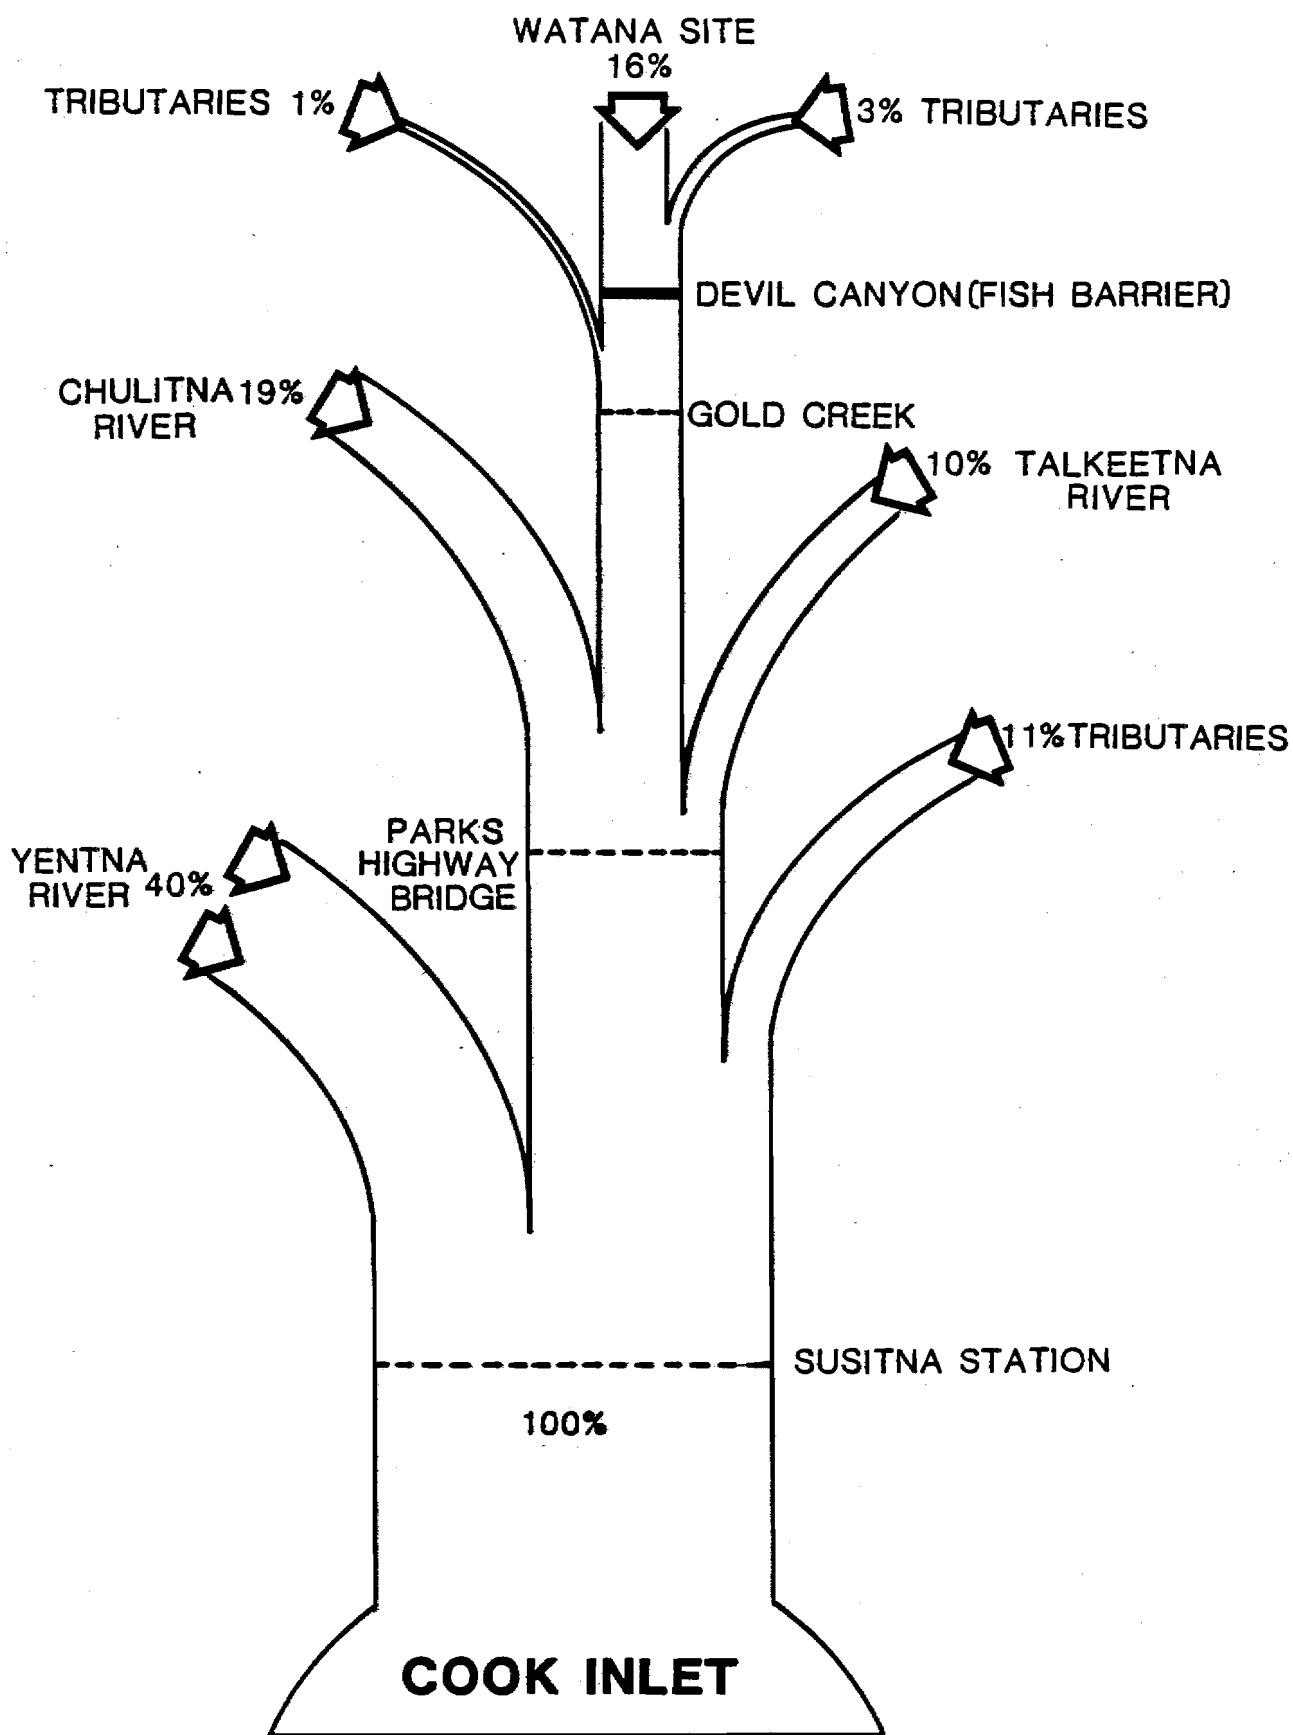 WATANA SITE
16%
TRIBUTARIES 1%
3% TRIBUTARIES
DEVIL CANYON (FISH BARRIER)
CHULITNA 19%
RIVER
GOLD CREEK
10% TALKEETNA
RIVER
11% TRIBUTARIES
PARKS
HIGHWAY
BRIDGE
YENTNA
RIVER 40%
SUSITNA STATION
100%
COOK INLET